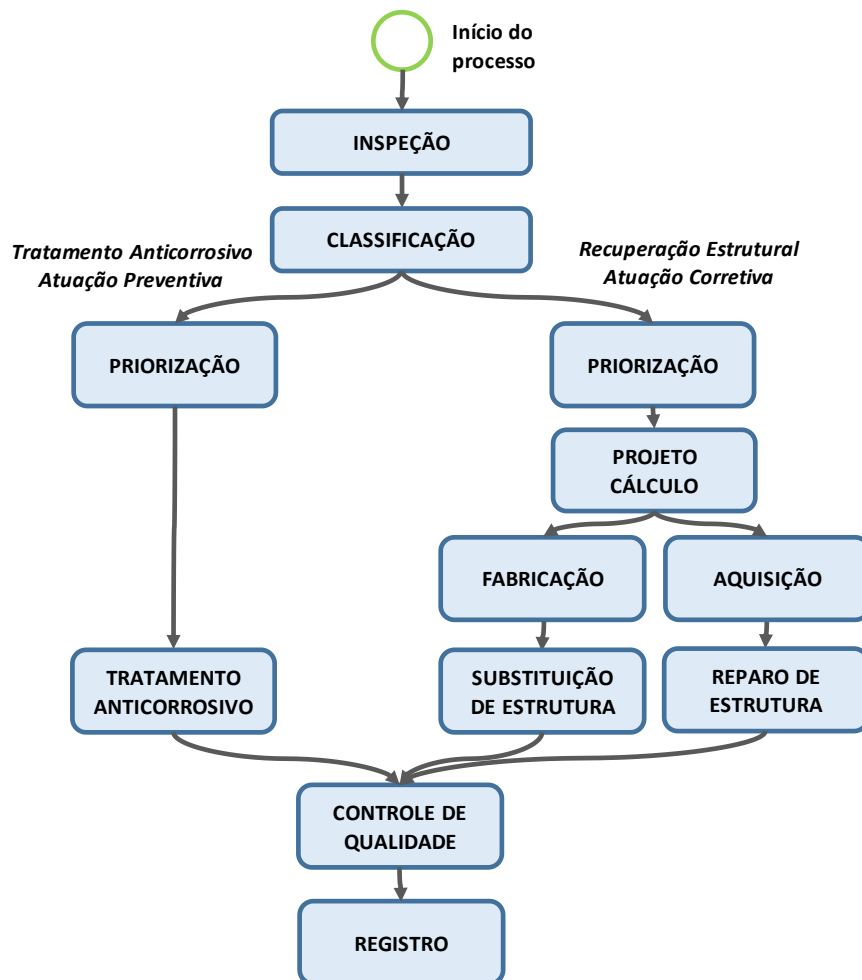 Início do
processo
INSPEÇÃO
CLASSIFICAÇÃO
Tratamento Anticorrosivo
Atuação Preventiva
Recuperação Estrutural
Atuação Corretiva
PRIORIZAÇÃO
PRIORIZAÇÃO
PROJETO
CÁLCULO
FABRICAÇÃO
AQUISIÇÃO
TRATAMENTO
ANTICORROSIVO
SUBSTITUIÇÃO
DE ESTRUTURA
REPARO DE
ESTRUTURA
CONTROLE DE
QUALIDADE
REGISTRO